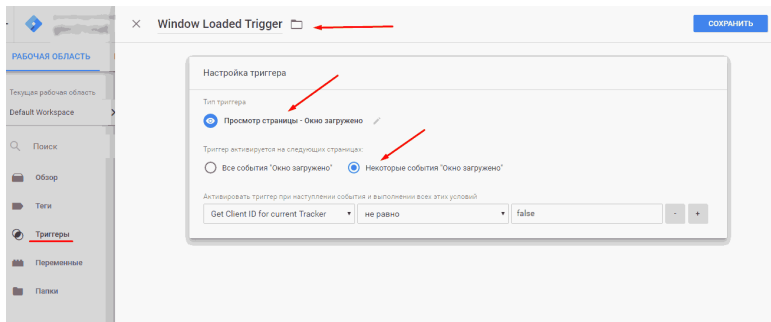 Window Loaded Trigger
СОХРАНИТЬ
РАБОЧАЯ ОБЛАСТЬ
Текущая рабочая область
Default Workspace
Поиск
Обзор
Теги
Триггеры
Переменные
Папки
Настройка триггера
Тип триггера
Просмотр страницы - Окно загружено
Триггер активируется на следующих страницах:
Все события "Окно загружено" Некоторые события "Окно загружено"
Активировать триггер при наступлении события и выполнении всех этих условий
Get Client ID for current Tracker не равно false - +